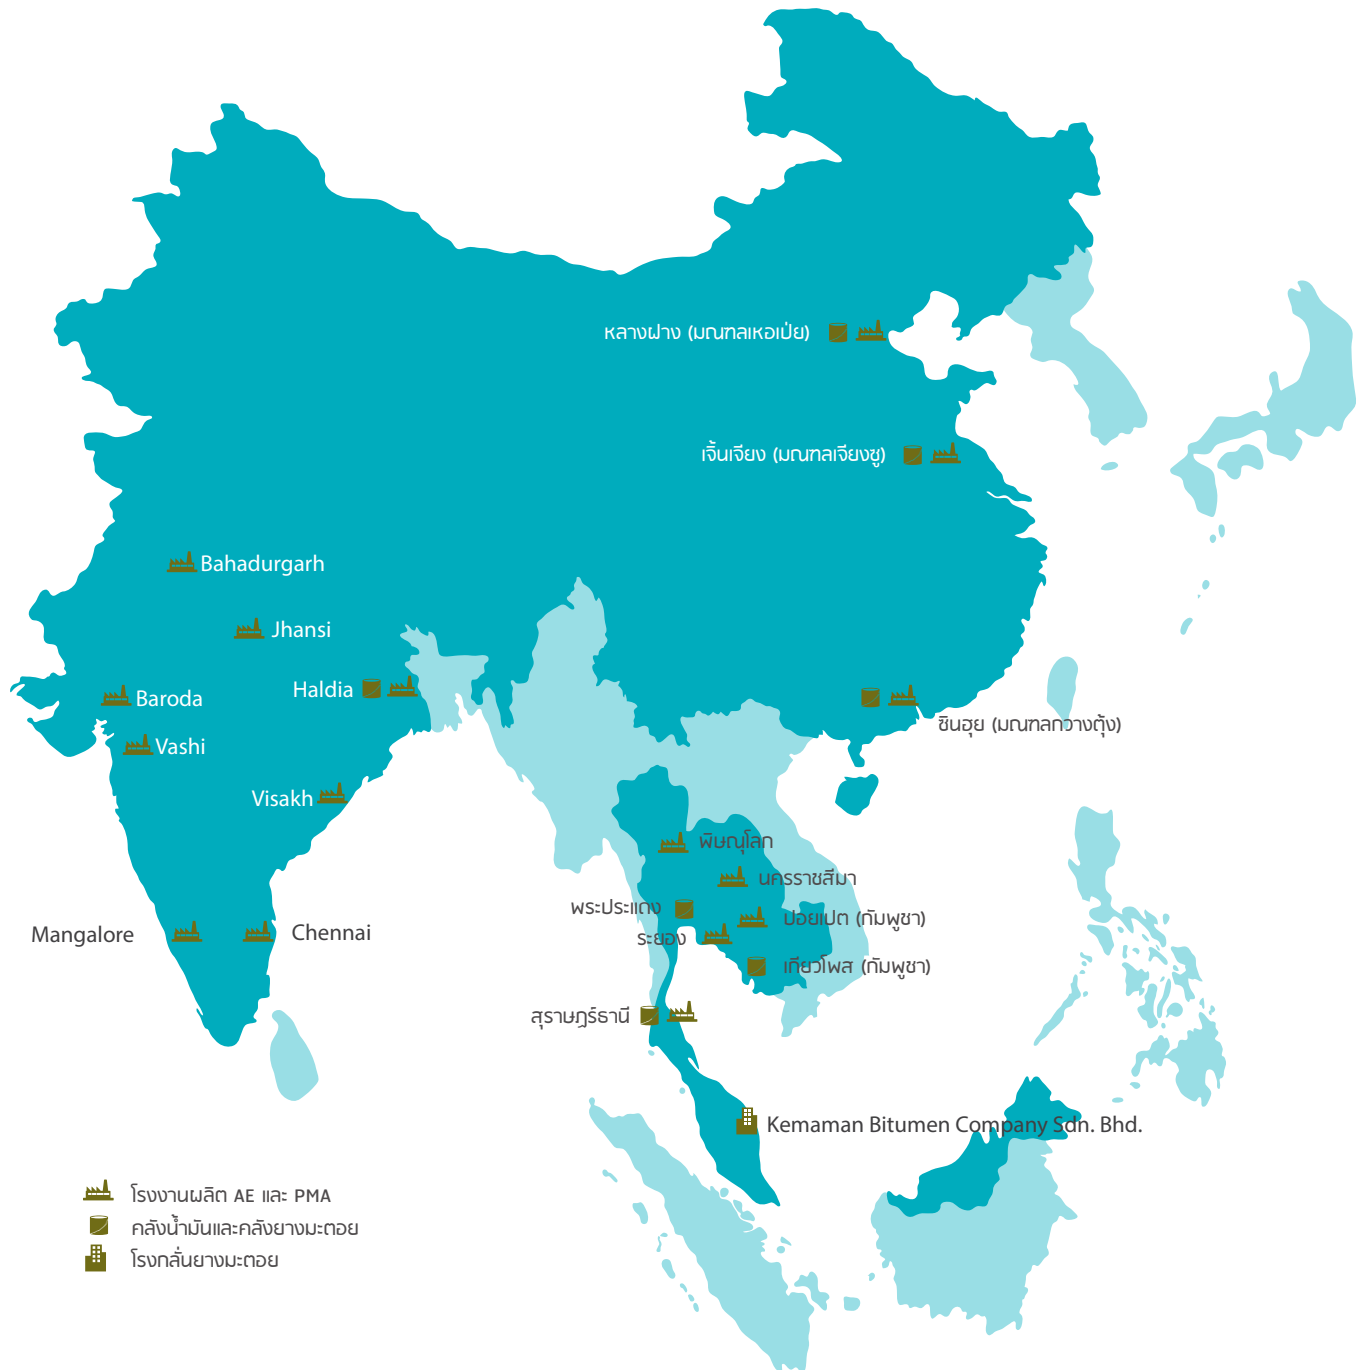 หลางฝาง (มณฑลเหอเป่ย)
เจิ้นเจียง (มณฑลเจียงซู)
Bahadurgarh
Jhansi
Haldia
Baroda
ซินฮุย (มณฑลกวางตุ้ง)
Vashi
Visakh
พิษณุโลก
นครราชสีมา
พระประแดง
ปอยเปต (กัมพูชา)
Mangalore
Chennai
ระยอง
เกียวโพส (กัมพูชา)
สุราษฎร์ธานี
Kemaman Bitumen Company Sdn. Bhd.
โรงงานผลิต AE และ PMA
คลังน้ำมันและคลังยางมะตอย
โรงกลั่นยางมะตอย